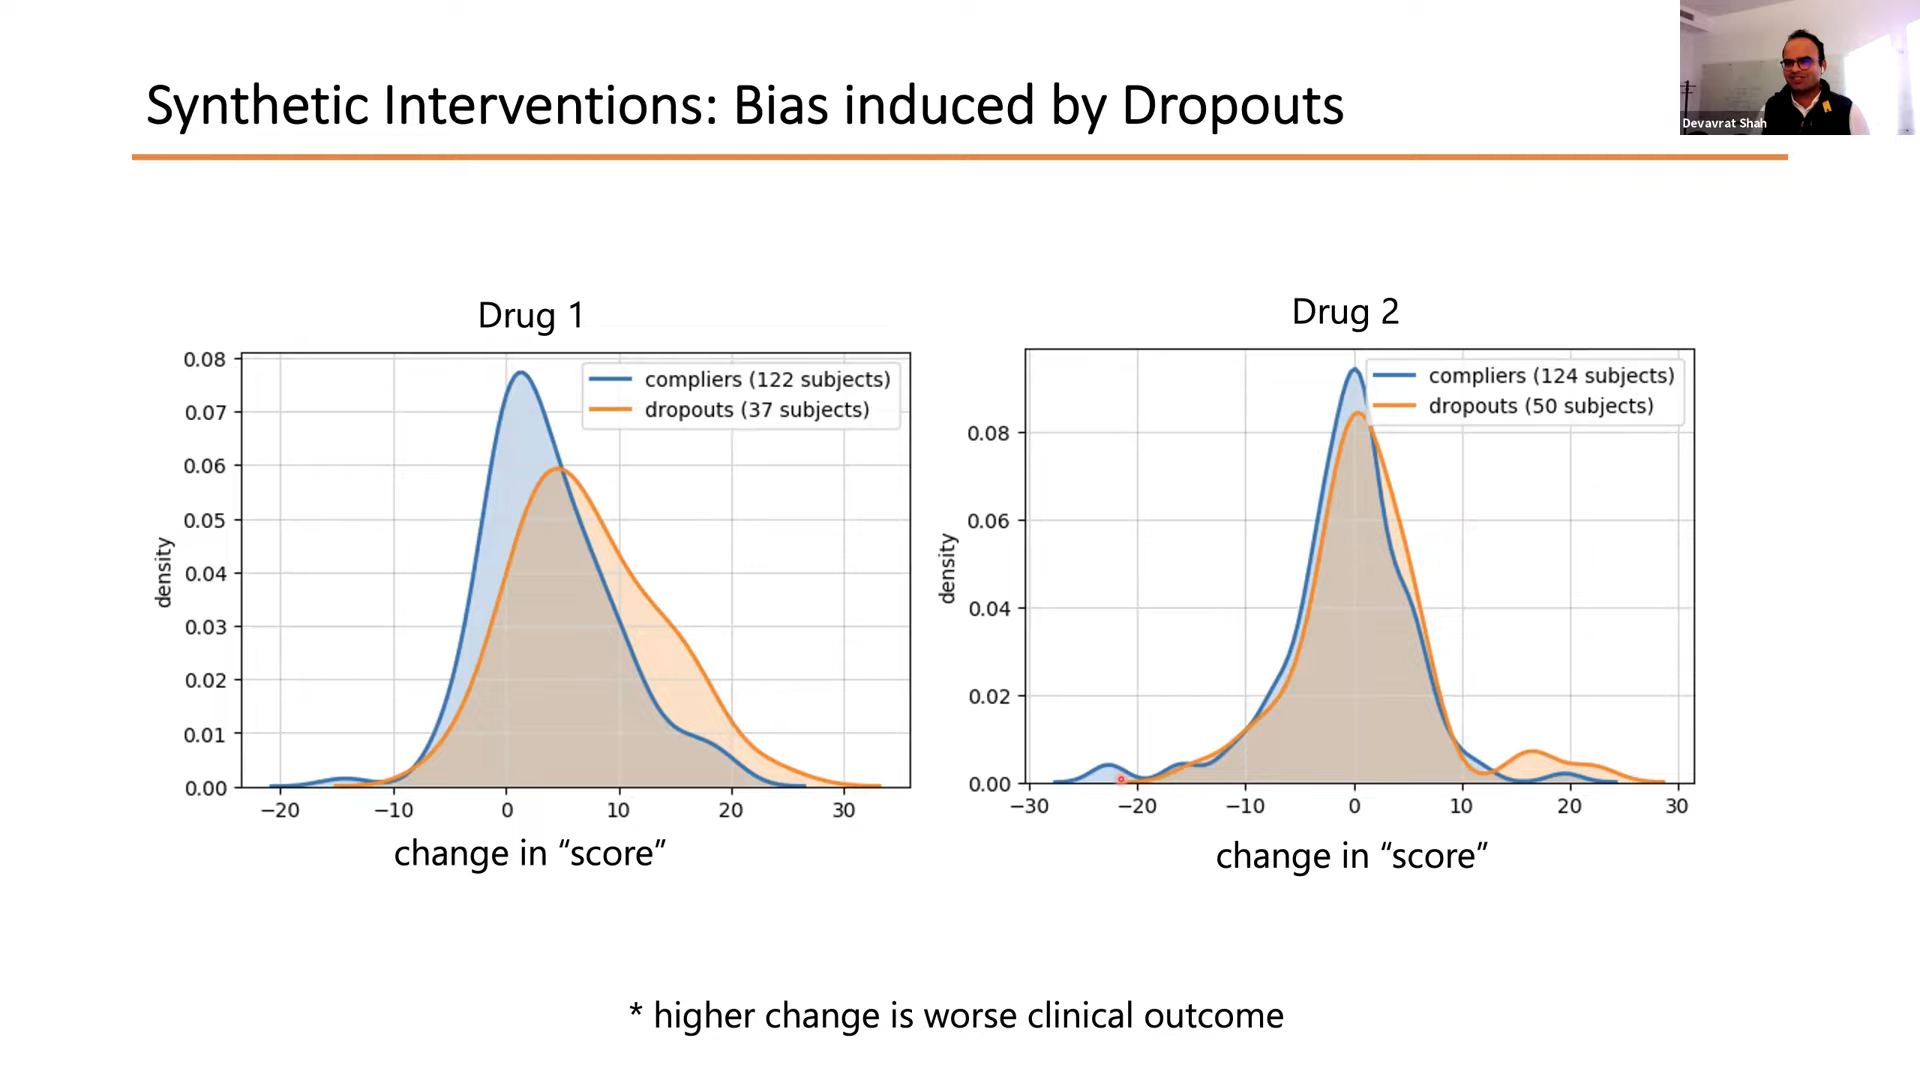 Synthetic Interventions: Bias induced by Dropouts
Devavrat Shah
Drug 1
Drug 2
0.08
0.07
0.06
0.05
0.04
0.03
0.02
0.01
0.00
density
compliers (122 subjects)
dropouts (37 subjects)
−20 −10 0 10 20 30
change in “score”
0.08
0.06
0.04
0.02
0.00
density
compliers (124 subjects)
dropouts (50 subjects)
−30 −20 −10 0 10 20 30
change in “score”
* higher change is worse clinical outcome